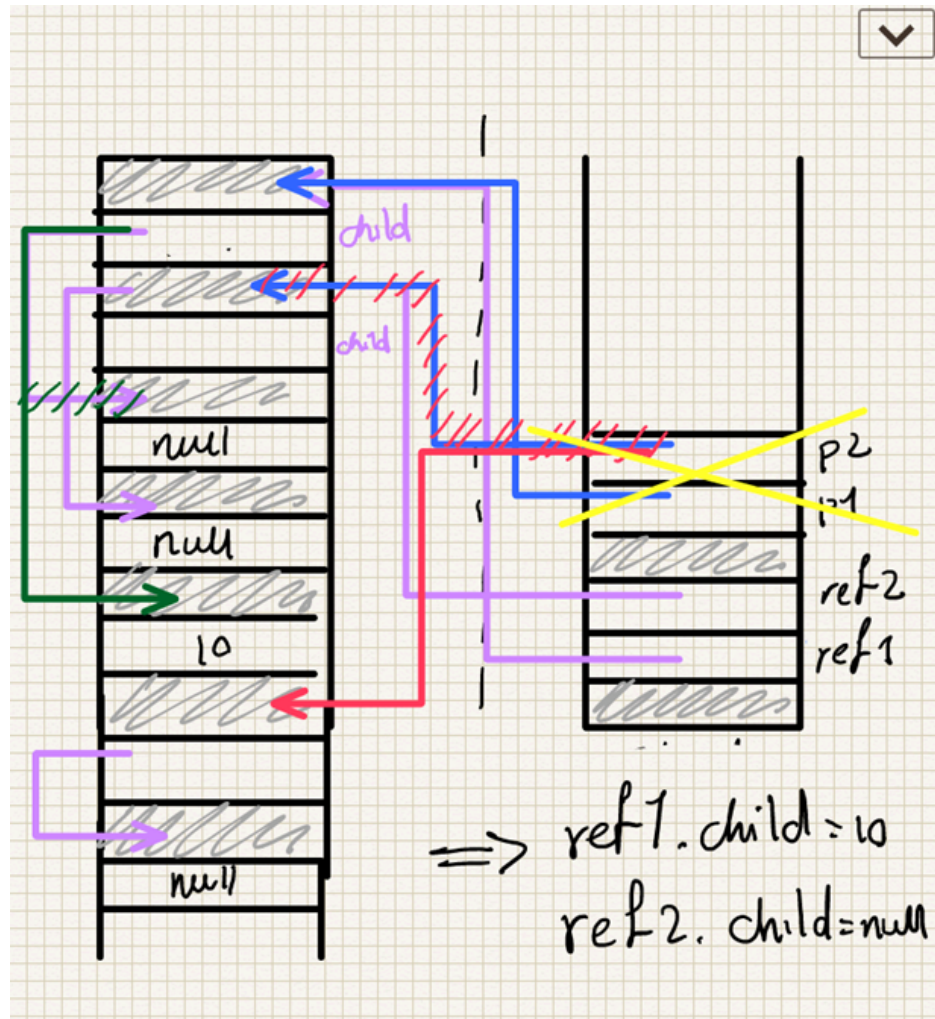 child
child
null
null
10
null
p2
p1
ref2
ref1
=> ref1.child=10
ref2.child=null